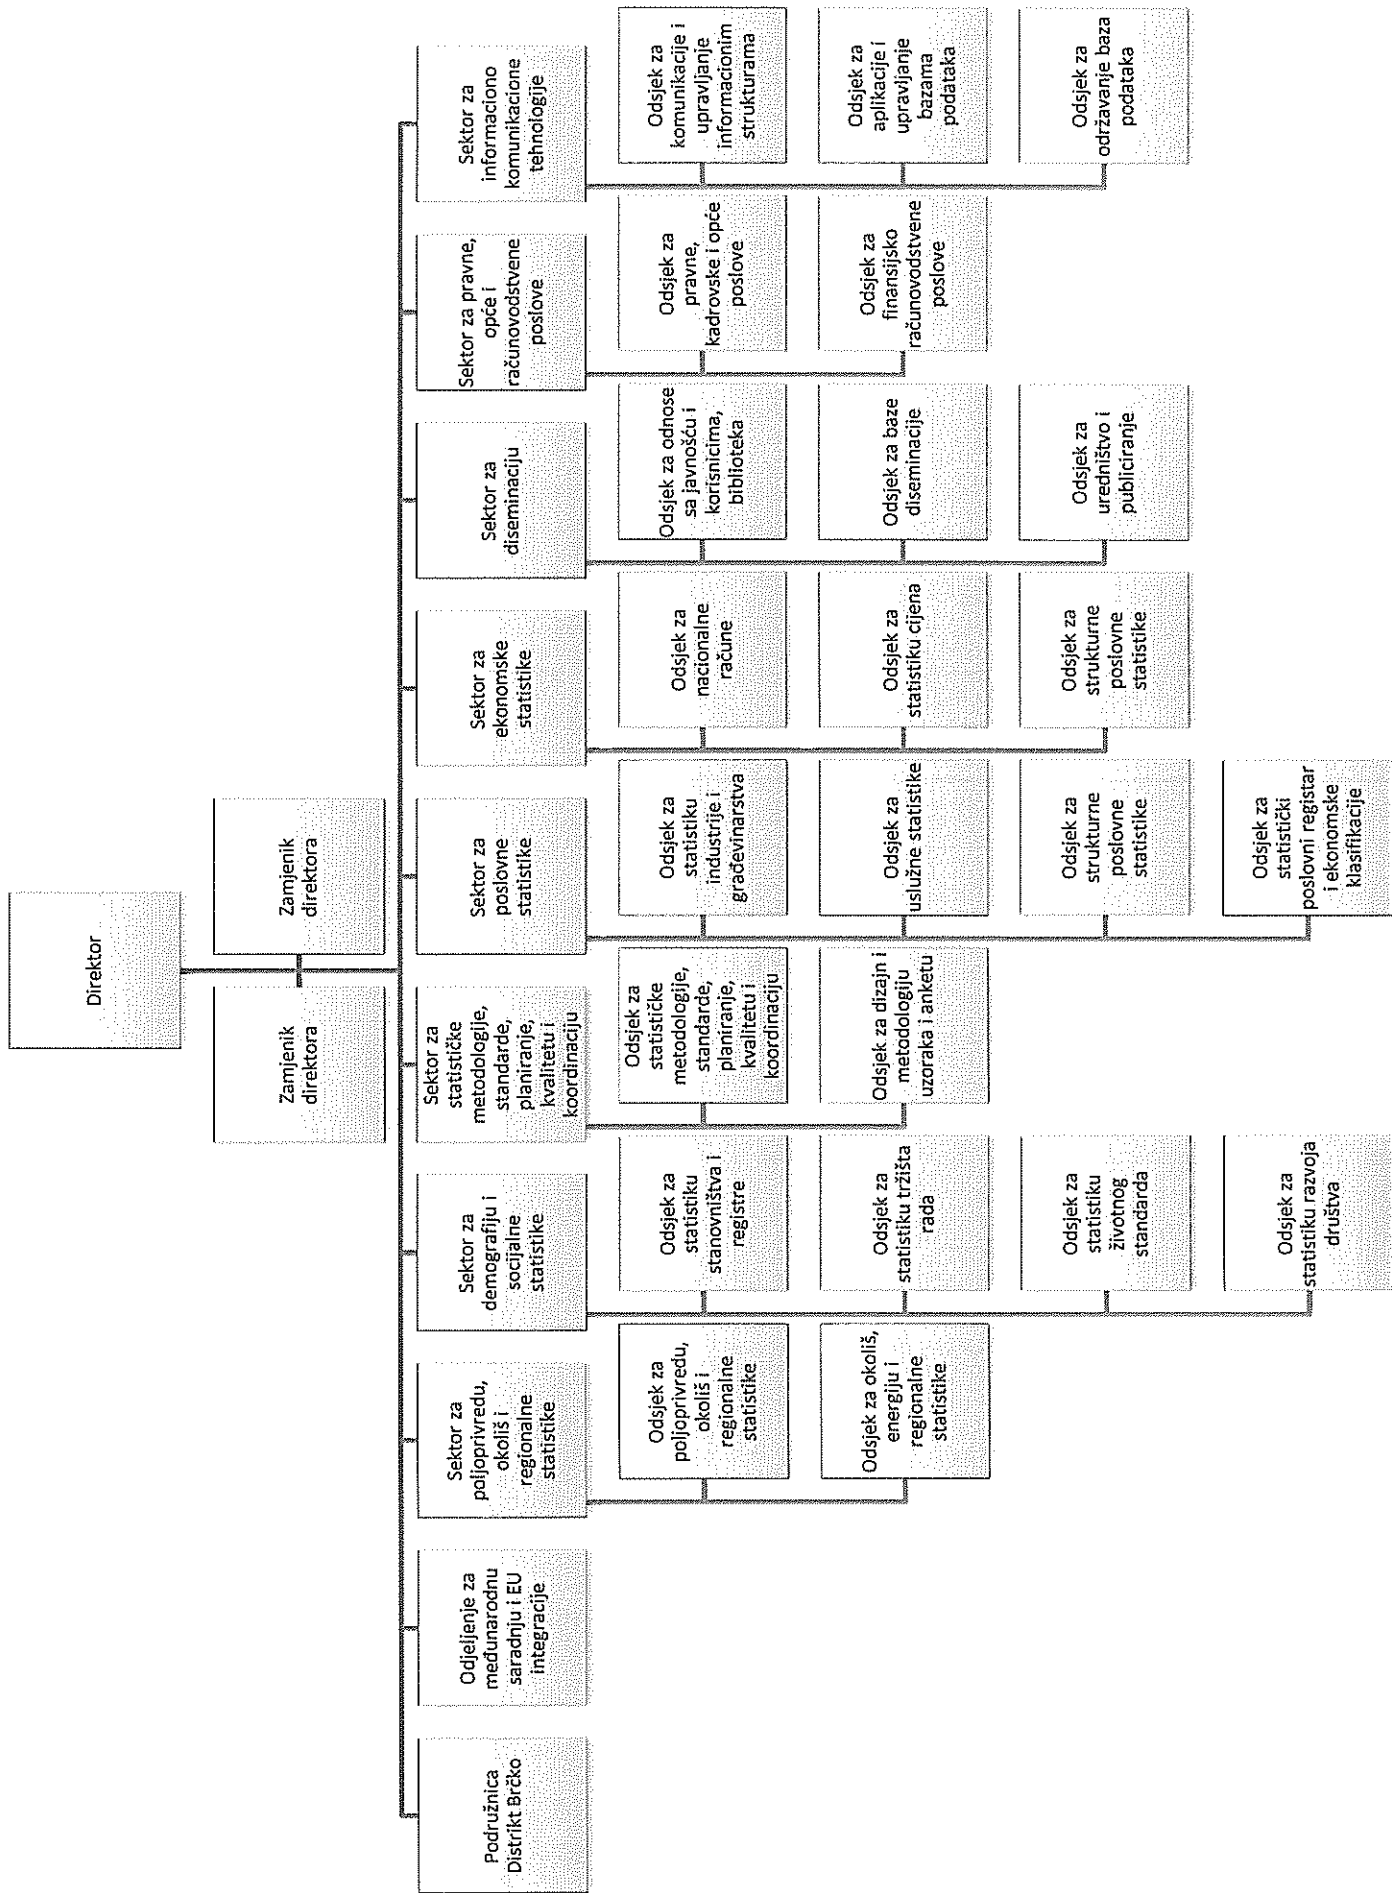 Direktor
Zamjenik
direktora
Zamjenik
direktora
Podružnica
Distrikt Brčko
Odjeljenje za
međunarodnu
saradnju i EU
integracije
Sektor za
poljoprivredu,
okoliš i
regionalne
statistike
Sektor za
demografiju i
socijalne
statistike
Sektor za
statističke
metodologije,
standarde,
planiranje,
kvalitetu i
koordinaciju
Sektor za
poslovne
statistike
Sektor za
ekonomske
statistike
Sektor za
diseminaciju
Sektor za pravne,
opće i
računovodstvene
poslove
Sektor za
informaciono
komunikacione
tehnologije
Odsjek za
poljoprivredu,
okoliš i
regionalne
statistike
Odsjek za okoliš,
energiju i
regionalne
statistike
Odsjek za
statistiku
stanovništva i
registre
Odsjek za
statistiku tržišta
rada
Odsjek za
statistiku
životnog
standarda
Odsjek za
statistiku razvoja
društva
Odsjek za
statističke
metodologije,
standarde,
planiranje,
kvalitetu i
koordinaciju
Odsjek za dizajn i
metodologiju
uzoraka i anketu
Odsjek za
statistiku
industrije i
građevinarstva
Odsjek za
uslužne statistike
Odsjek za
strukturne
poslovne
statistike
Odsjek za
statistički
poslovni registar
i ekonomske
klasifikacije
Odsjek za
nacionalne
račune
Odsjek za
statistiku cijena
Odsjek za
strukturne
poslovne
statistike
Odsjek za odnose
sa javnošću i
korisnicima,
biblioteka
Odsjek za baze
diseminacije
Odsjek za
uredništvo i
publiciranje
Odsjek za
pravne,
kadrovske i opće
poslove
Odsjek za
finansijsko
računovodstvene
poslove
Odsjek za
komunikacije i
upravljanje
informacionim
strukturama
Odsjek za
aplikacije i
upravljanje
bazama
podataka
Odsjek za
održavanje baza
podataka